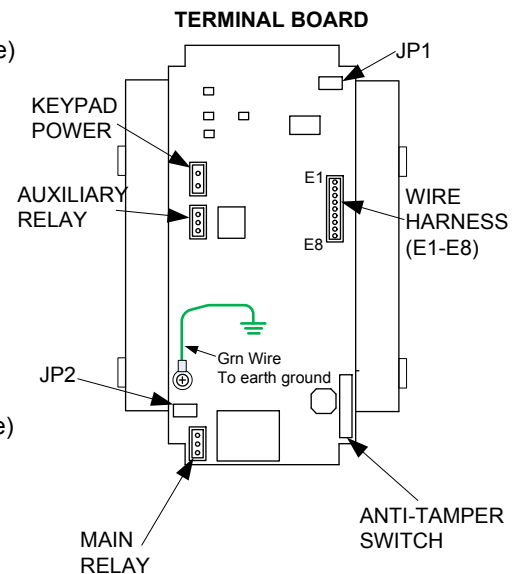 TERMINAL BOARD
e)
JP1
KEYPAD
POWER
AUXILIARY
RELAY
E1
WIRE
HARNESS
(E1-E8)
E8
Grn Wire
To earth ground
JP2
e)
MAIN
RELAY
ANTI-TAMPER
SWITCH